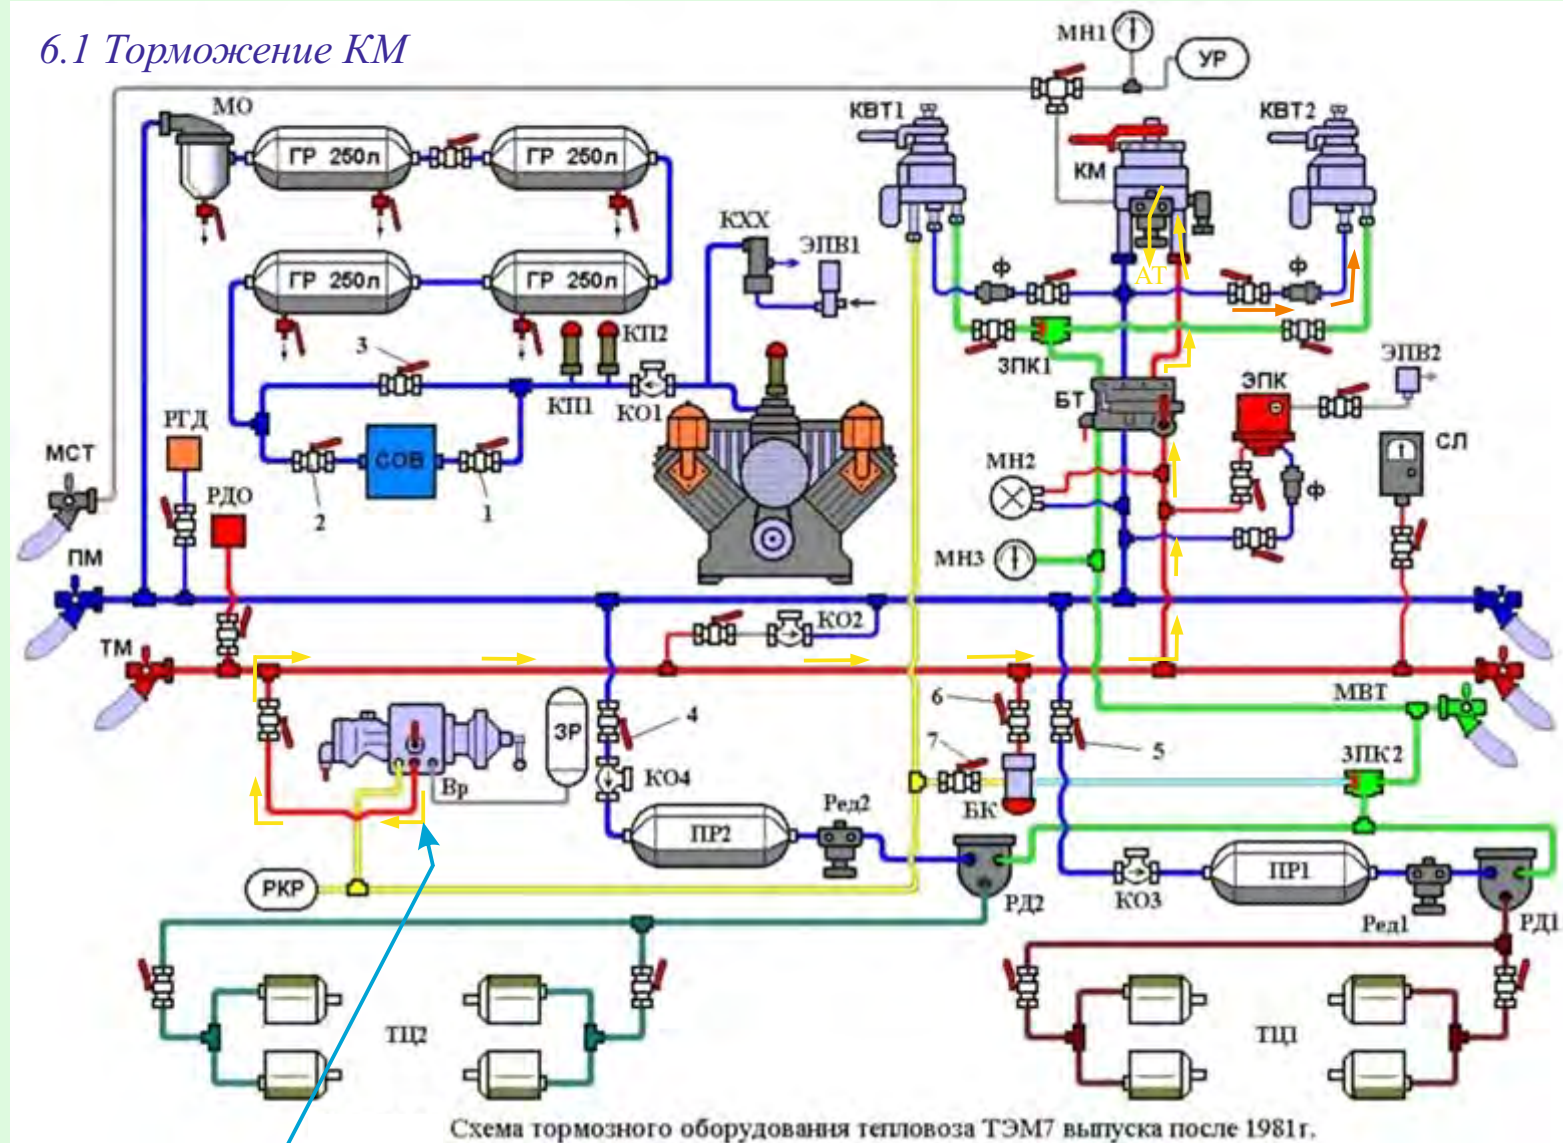 6.1 Торможение КМ
МН1
УР
МО
КВТ1
КВТ2
ГР 250л
ГР 250л
КМ
КХХ
ЭПВ1
АТ
ф
ф
ГР 250л
ГР 250л
КП2
3
ЗПК1
ЭПВ2
ЭПК
КП1
КО1
БТ
РГД
СЛ
МСТ
СОВ
МН2
РДО
2
1
ф
ПМ
МН3
КО2
ТМ
МВТ
6
4
ЗР
7
5
ЗПК2
КО4
Вр
Ред2
БК
ПР2
РКР
ПР1
КО3
РД2
Ред1
РД1
ТЦ2
ТЦ1
Схема тормозного оборудования тепловоза ТЭМ7 выпуска после 1981г.